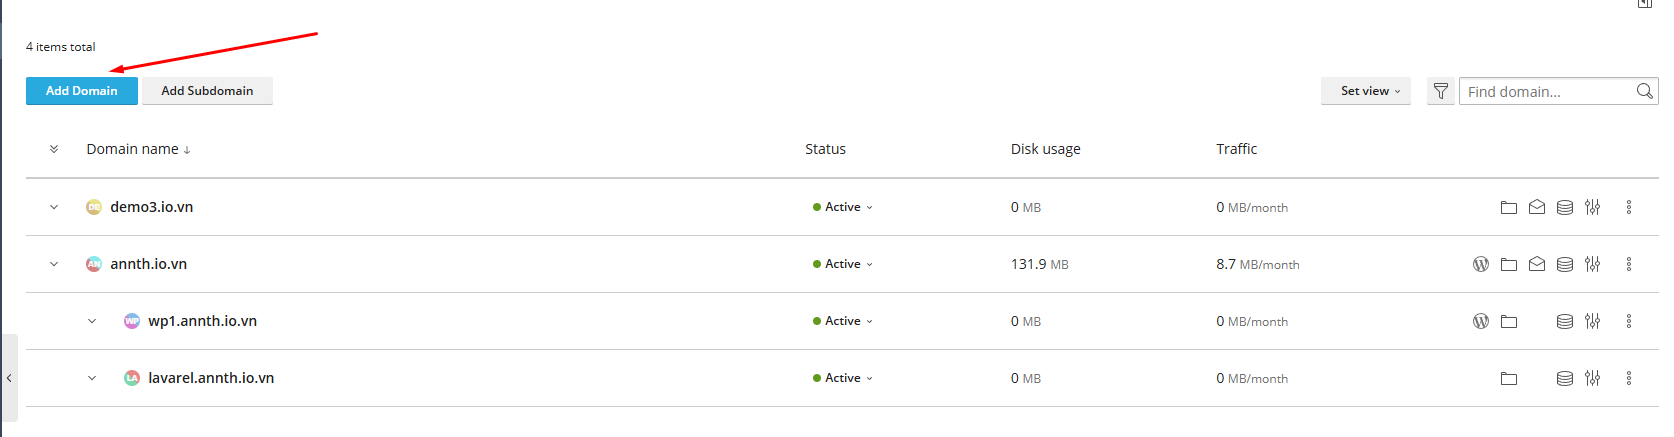 4 items total
Add Domain Add Subdomain Set view Find domain...
Domain name Status Disk usage Traffic
DE demo3.io.vn Active 0 MB 0 MB/month
AN annth.io.vn Active 131.9 MB 8.7 MB/month
WP wp1.annth.io.vn Active 0 MB 0 MB/month
LA lavarel.annth.io.vn Active 0 MB 0 MB/month